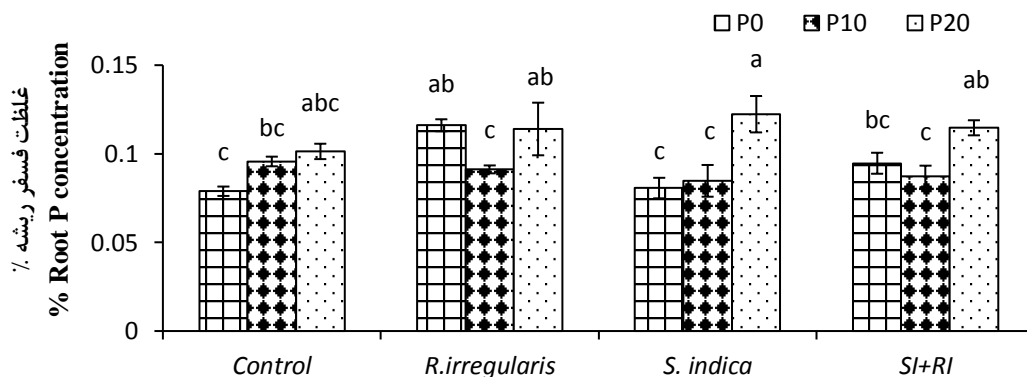 P0 P10 P20
غلظت فسفر ریشه ٪
% Root P concentration
0.15
0.1
0.05
0
c bc abc
ab c ab
c c a
bc c ab
Control R.irregularis S. indica SI+RI